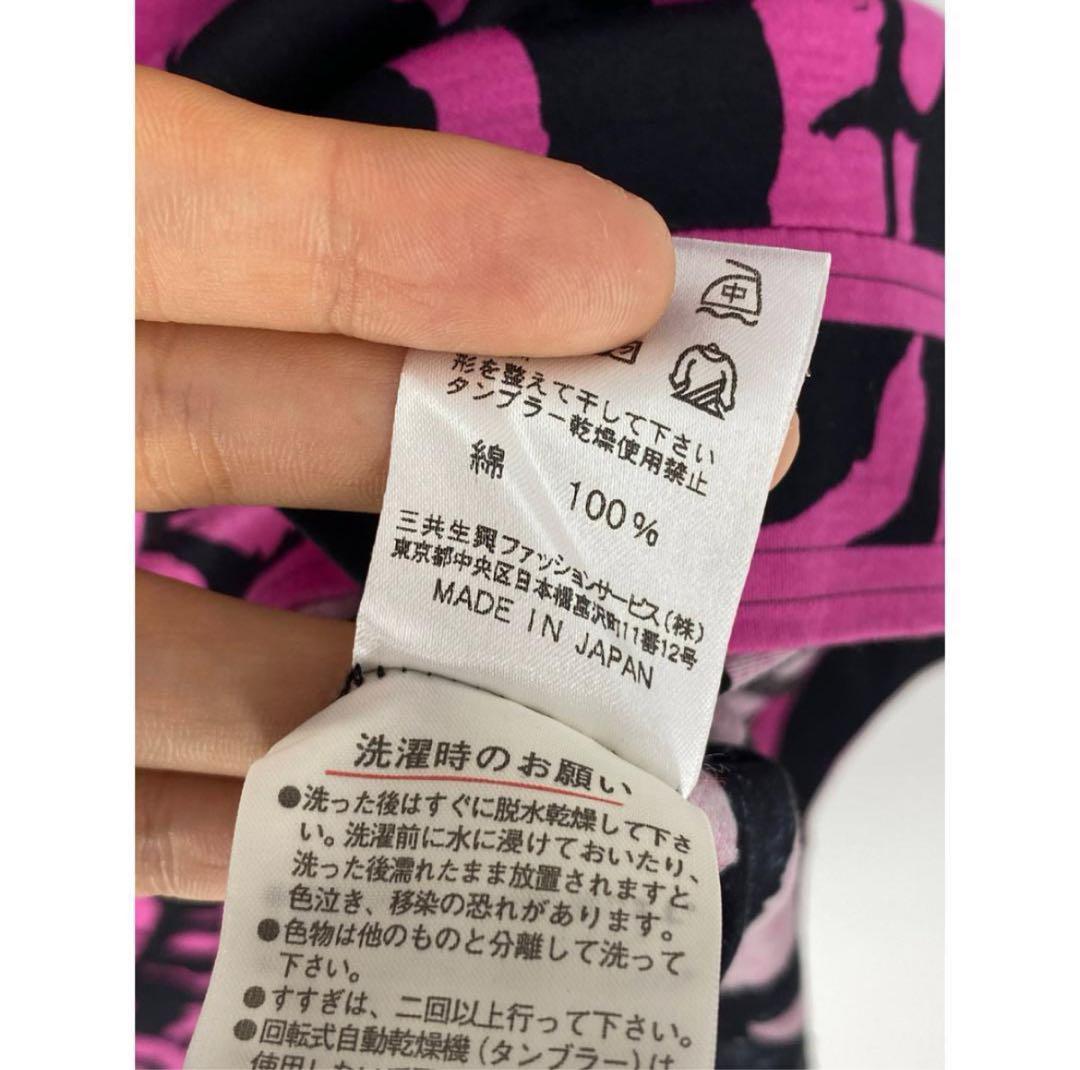 中
形を整えて干して下さい
タンブラー乾燥使用禁止
綿 100%
三共生興ファッションサービス(株)
東京都中央区日本橋富沢町11番12号
MADE IN JAPAN
洗濯時のお願い
●洗った後はすぐに脱水乾燥して下さ
い。洗濯前に水に浸けておいたり、
洗った後濡れたまま放置されますと
色泣き、移染の恐れがあります。
●色物は他のものと分離して洗って
下さい。
●すすぎは、二回以上行って下さい。
●回転式自動乾燥機(タンブラー)は
使用しないで